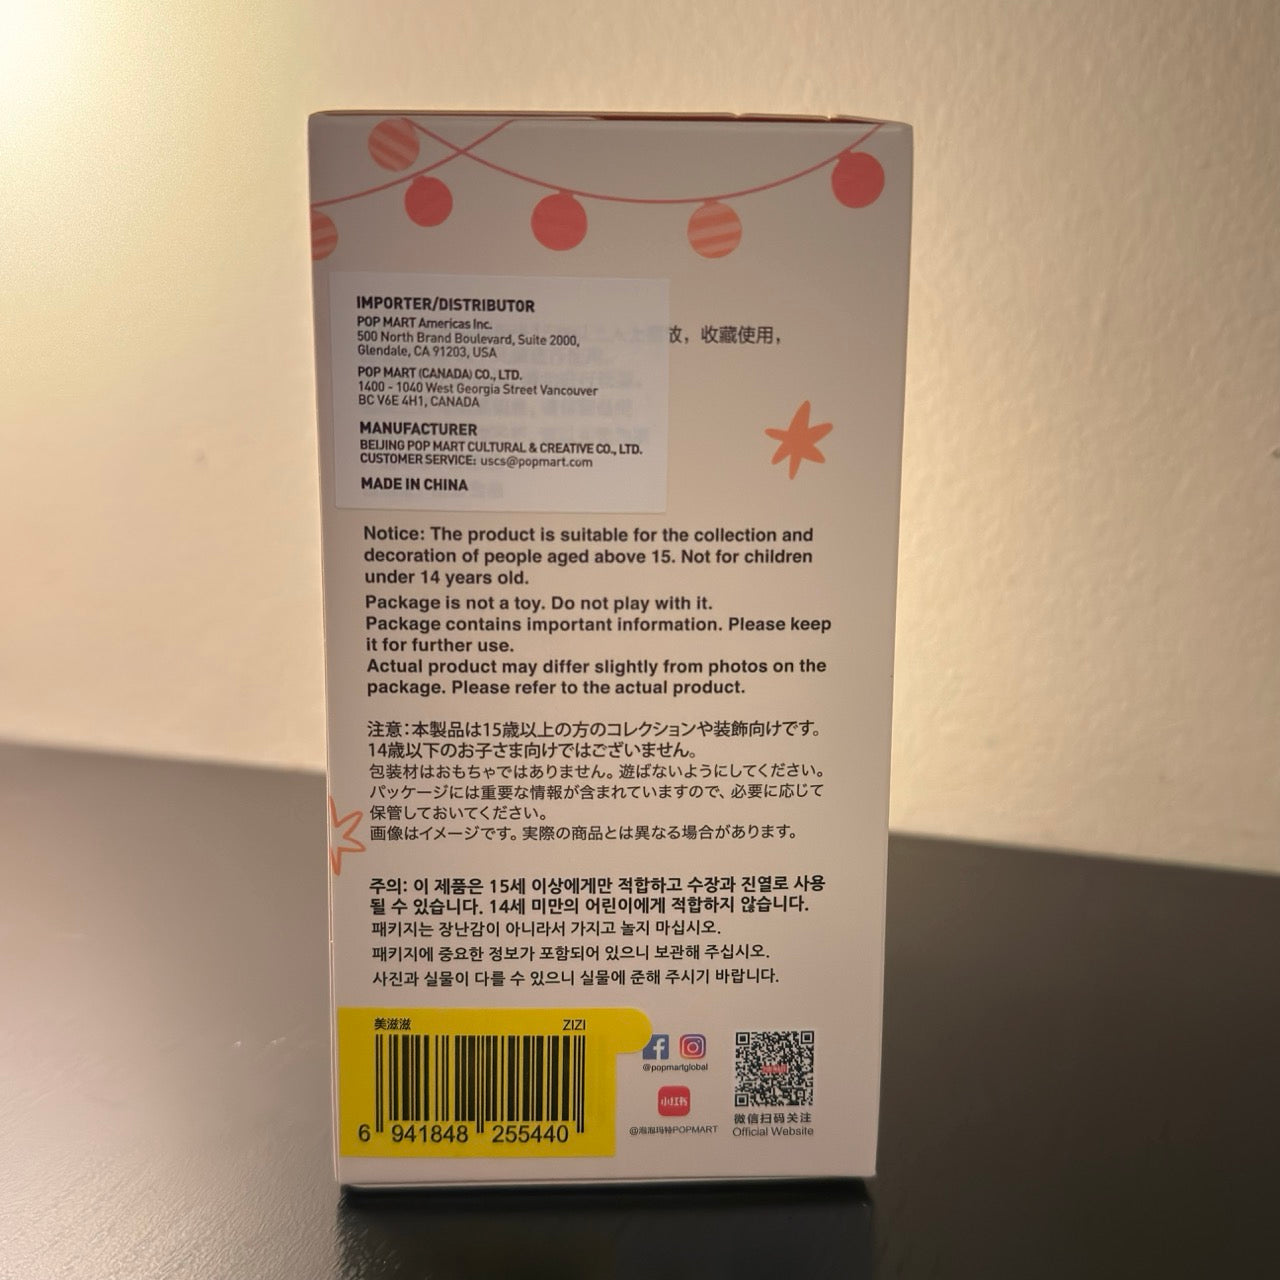 IMPORTER/DISTRIBUTOR
POP MART Americas Inc.
500 North Brand Boulevard, Suite 2000,
Glendale, CA 91203, USA
POP MART (CANADA) CO., LTD.
1400 - 1040 West Georgia Street Vancouver
BC V6E 4H1, CANADA
MANUFACTURER
BEIJING POP MART CULTURAL & CREATIVE CO., LTD.
CUSTOMER SERVICE: uscs@popmart.com
MADE IN CHINA
放，收藏使用，
Notice: The product is suitable for the collection and
decoration of people aged above 15. Not for children
under 14 years old.
Package is not a toy. Do not play with it.
Package contains important information. Please keep
it for further use.
Actual product may differ slightly from photos on the
package. Please refer to the actual product.
注意：本製品は15歳以上の方のコレクションや装飾向けです。
14歳以下のお子さま向けではございません。
包装材はおもちゃではありません。遊ばないようにしてください。
パッケージには重要な情報が含まれていますので、必要に応じて
保管しておいてください。
画像はイメージです。実際の商品とは異なる場合があります。
주의: 이 제품은 15세 이상에게만 적합하고 수장과 진열로 사용
될 수 있습니다. 14세 미만의 어린이에게 적합하지 않습니다.
패키지는 장난감이 아니라서 가지고 놀지 마십시오.
패키지에 중요한 정보가 포함되어 있으니 보관해 주십시오.
사진과 실물이 다를 수 있으니 실물에 준해 주시기 바랍니다.
美滋滋 ZIZI
6 941848 255440
@popmartglobal
小红书
@泡泡玛特POPMART
微信扫码关注
Official Website